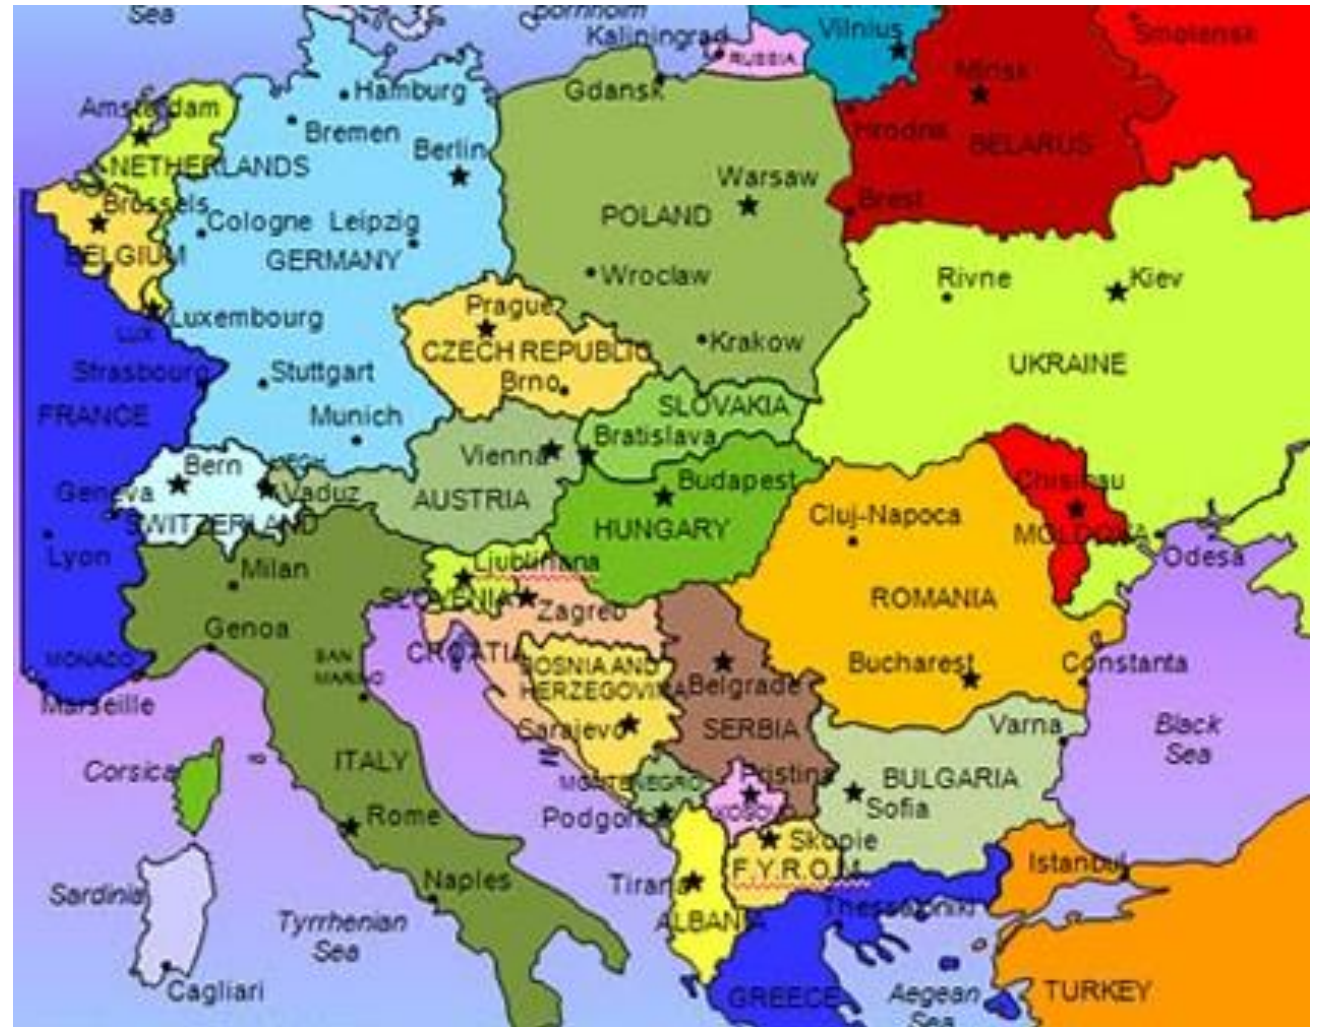 Sea
Bornholm
Kaliningrad
RUSSIA
Vilnius
Smolensk
Minsk
Gdansk
Hamburg
Amsterdam
Bremen
Hrodna
BELARUS
Berlin
NETHERLANDS
Warsaw
Brest
Brussels
Cologne
Leipzig
POLAND
BELGIUM
GERMANY
Wroclaw
Rivne
Kiev
Prague
Luxembourg
LUX
CZECH REPUBLIC
Krakow
UKRAINE
Strasbourg
Stuttgart
Brno
FRANCE
Munich
SLOVAKIA
Bratislava
Vienna
Bern
Geneva
Vaduz
AUSTRIA
Budapest
Chisinau
SWITZERLAND
HUNGARY
Cluj-Napoca
MOLDOVA
Lyon
Odesa
Milan
Ljubliñana
SLOVENIA
Zagreb
ROMANIA
Genoa
CROATIA
MONACO
SAN
MARINO
BOSNIA AND
HERZEGOVINA
Belgrade
Bucharest
Constanta
Marseille
Sarajevo
SERBIA
Varna
Black
Sea
ITALY
Corsica
MONTENEGRO
Pristina
BULGARIA
Podgori
KOSOVO
Sofia
Rome
Skopie
F.Y.R.O.M.
Istanbul
Naples
Tirana
Sardinia
ALBANIA
Thessaloniki
Tyrrhenian
Sea
Cagliari
GREECE
Aegean
Sea
TURKEY